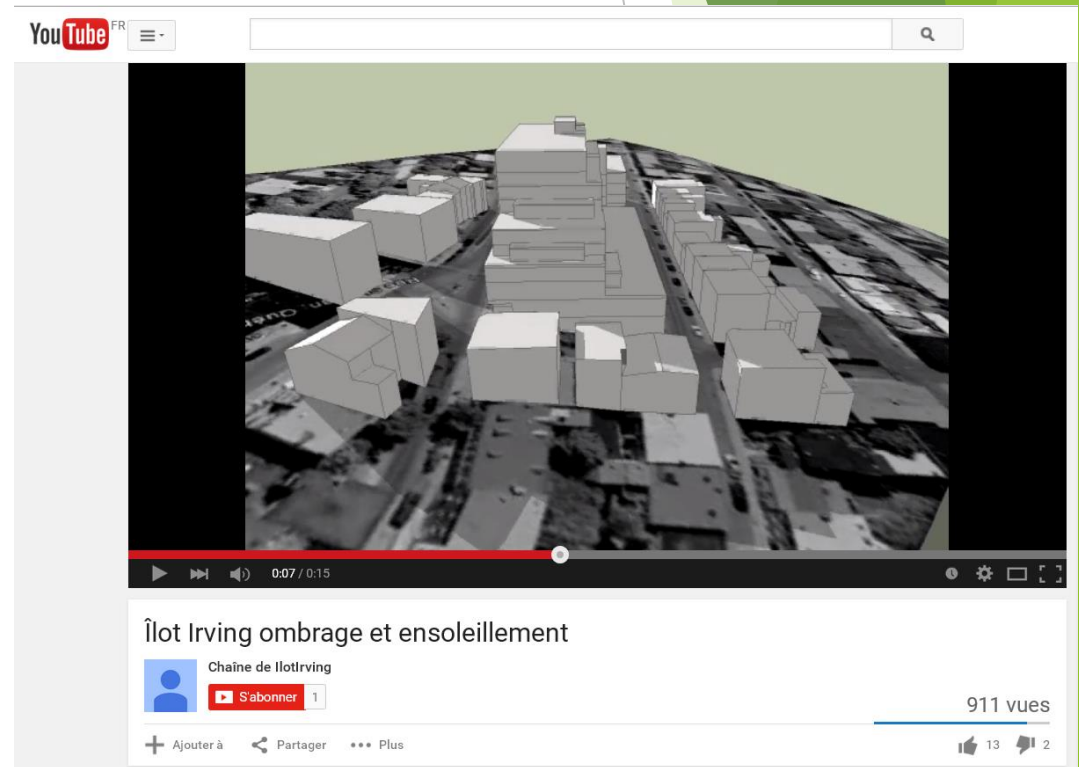 YouTube FR
0:07 / 0:15
Îlot Irving ombrage et ensoleillement
Chaîne de IlotIrving
S'abonner 1
911 vues
Ajouter à Partager Plus
13 2